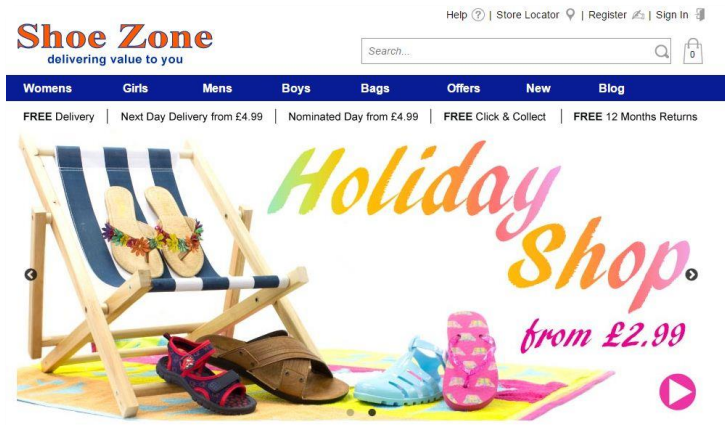 Help ? | Store Locator | Register | Sign In
Shoe Zone
delivering value to you
Search...
0
Womens Girls Mens Boys Bags Offers New Blog
FREE Delivery | Next Day Delivery from £4.99 | Nominated Day from £4.99 | FREE Click & Collect | FREE 12 Months Returns
Holiday
Shop
from £2.99